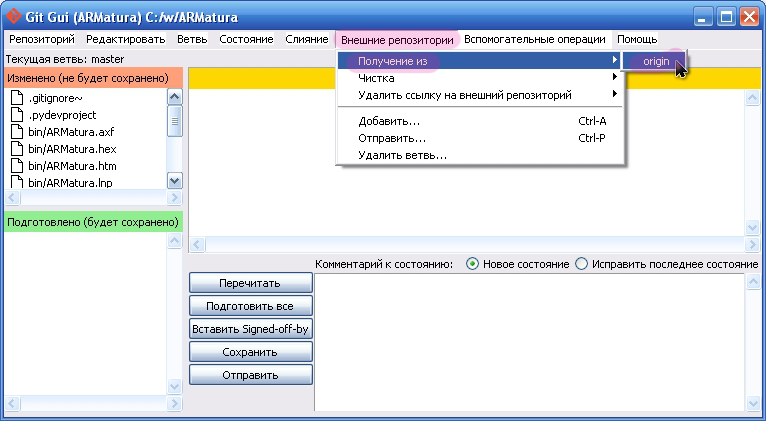 Git Gui (ARMatura) C:/w/ARMatura
Репозиторий Редактировать Ветвь Состояние Слияние Внешние репозитории Вспомогательные операции Помощь
Текущая ветвь: master
Получение из
origin
Чистка
Удалить ссылку на внешний репозиторий
Добавить... Ctrl-A
Отправить... Ctrl-P
Удалить ветвь...
Изменено (не будет сохранено)
.gitignore~
.pydevproject
bin/ARMatura.axf
bin/ARMatura.hex
bin/ARMatura.htm
bin/ARMatura.lnp
Подготовлено (будет сохранено)
Комментарий к состоянию: Новое состояние Исправить последнее состояние
Перечитать
Подготовить все
Вставить Signed-off-by
Сохранить
Отправить